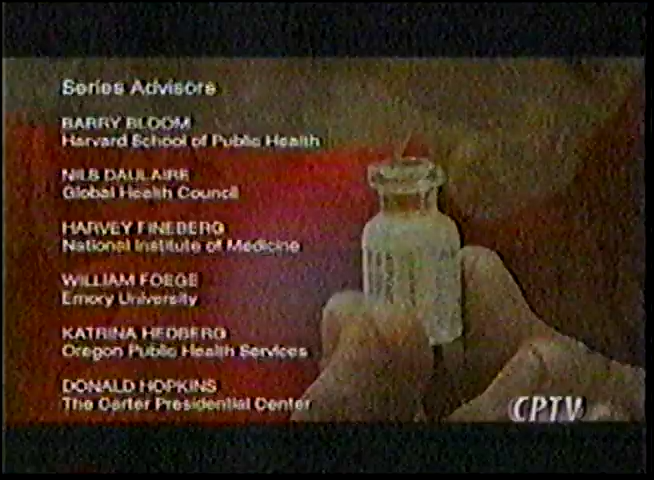 Series Advisors
BARRY BLOOM
Harvard School of Public Health
NILS DAULAIRE
Global Health Council
HARVEY FINEBERG
National Institute of Medicine
WILLIAM FOEGE
Emory University
KATRINA HEDBERG
Oregon Public Health Services
DONALD HOPKINS
The Carter Presidential Center
CPTV